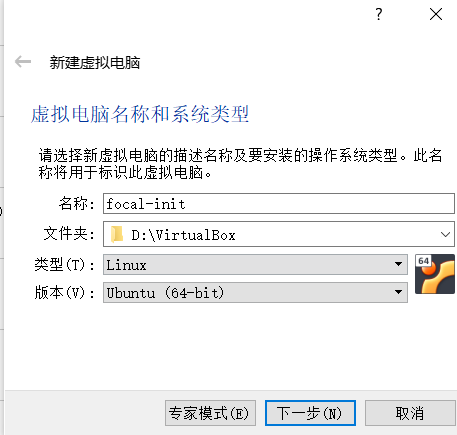 ?
新建虚拟电脑
虚拟电脑名称和系统类型
请选择新虚拟电脑的描述名称及要安装的操作系统类型。此名
称将用于标识此虚拟电脑。
名称: focal-init
文件夹: D:\VirtualBox
类型(T): Linux
64
版本(V): Ubuntu (64-bit)
专家模式(E) 下一步(N) 取消